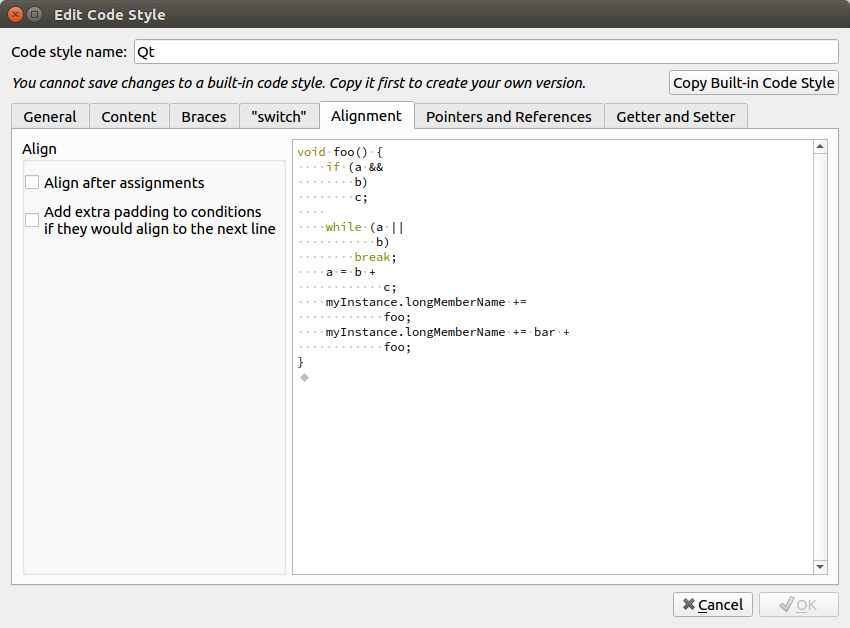 Edit Code Style
Code style name: Qt
You cannot save changes to a built-in code style. Copy it first to create your own version. Copy Built-in Code Style
General Content Braces "switch" Alignment Pointers and References Getter and Setter
Align
Align after assignments
Add extra padding to conditions
if they would align to the next line
void foo() {
    if (a &&
        b)
        c;
    
    while (a ||
           b)
        break;
    a = b +
            c;
    myInstance.longMemberName +=
            foo;
    myInstance.longMemberName += bar +
            foo;
}
Cancel OK